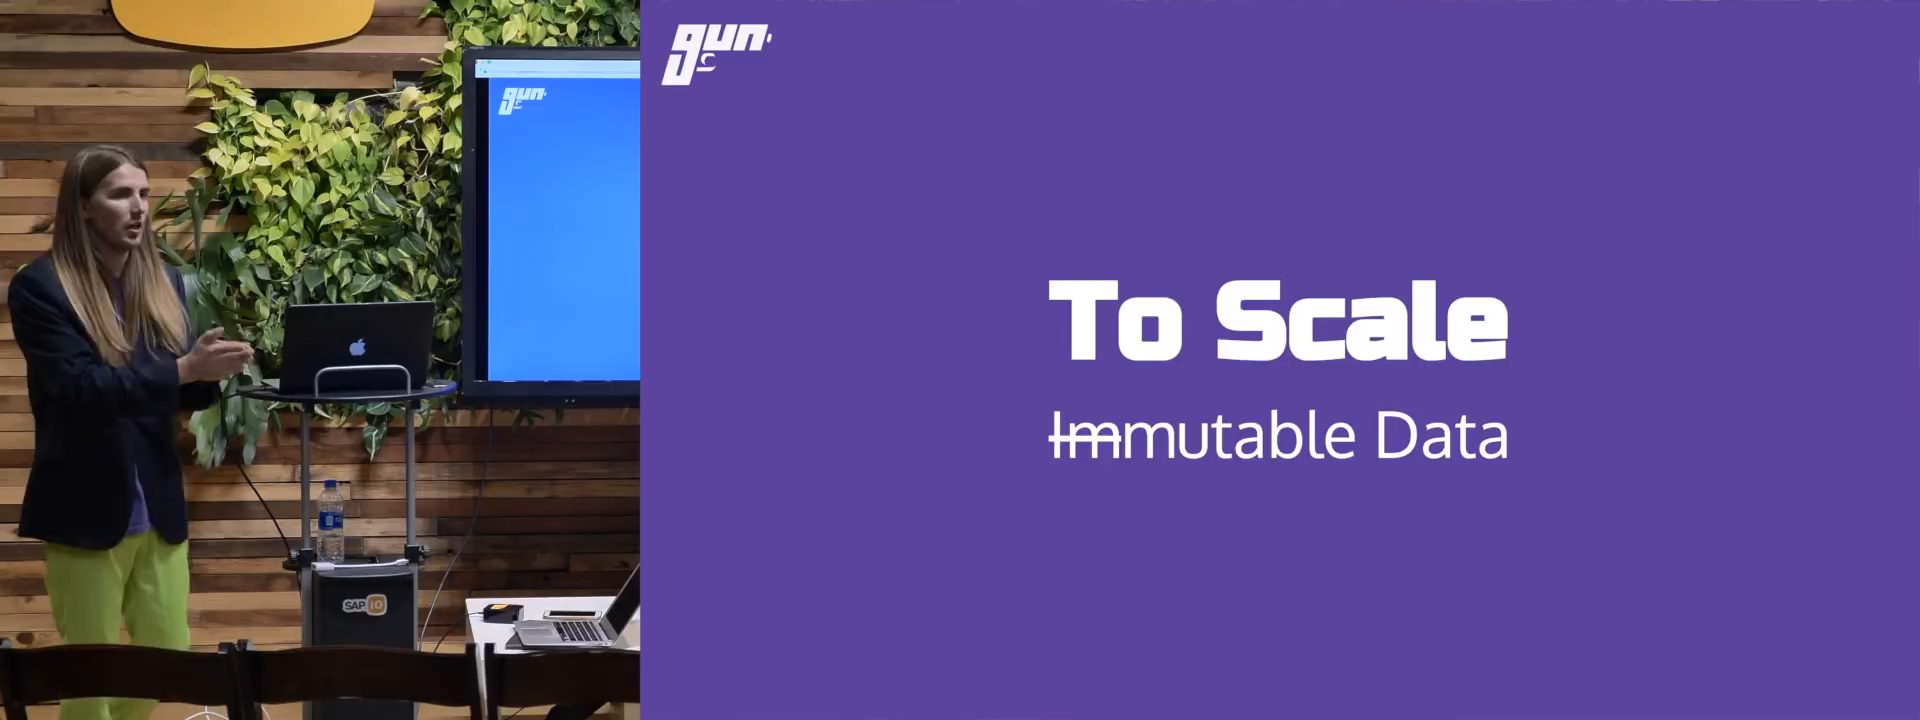 gun
gun
To Scale
Immutable Data
SAP iO